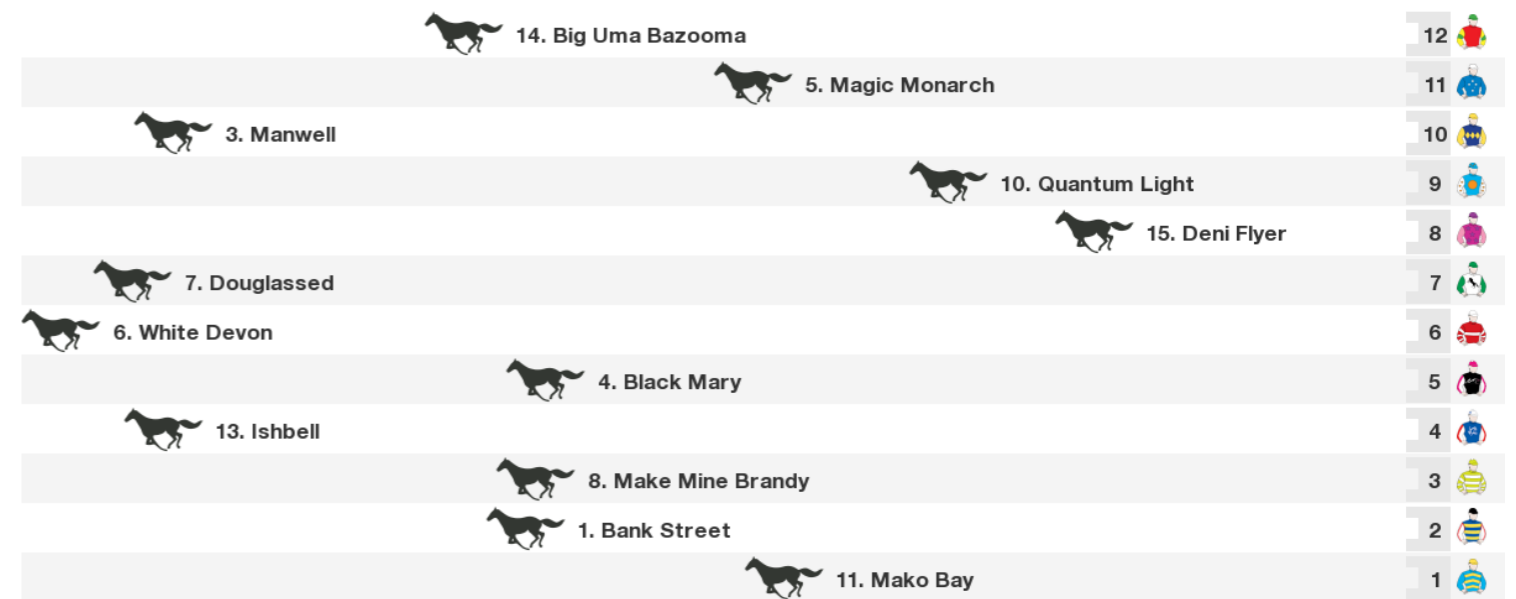 14. Big Uma Bazooma 12
5. Magic Monarch 11
3. Manwell 10
10. Quantum Light 9
15. Deni Flyer 8
7. Douglassed 7
6. White Devon 6
4. Black Mary 5
13. Ishbell 4
8. Make Mine Brandy 3
1. Bank Street 2
11. Mako Bay 1